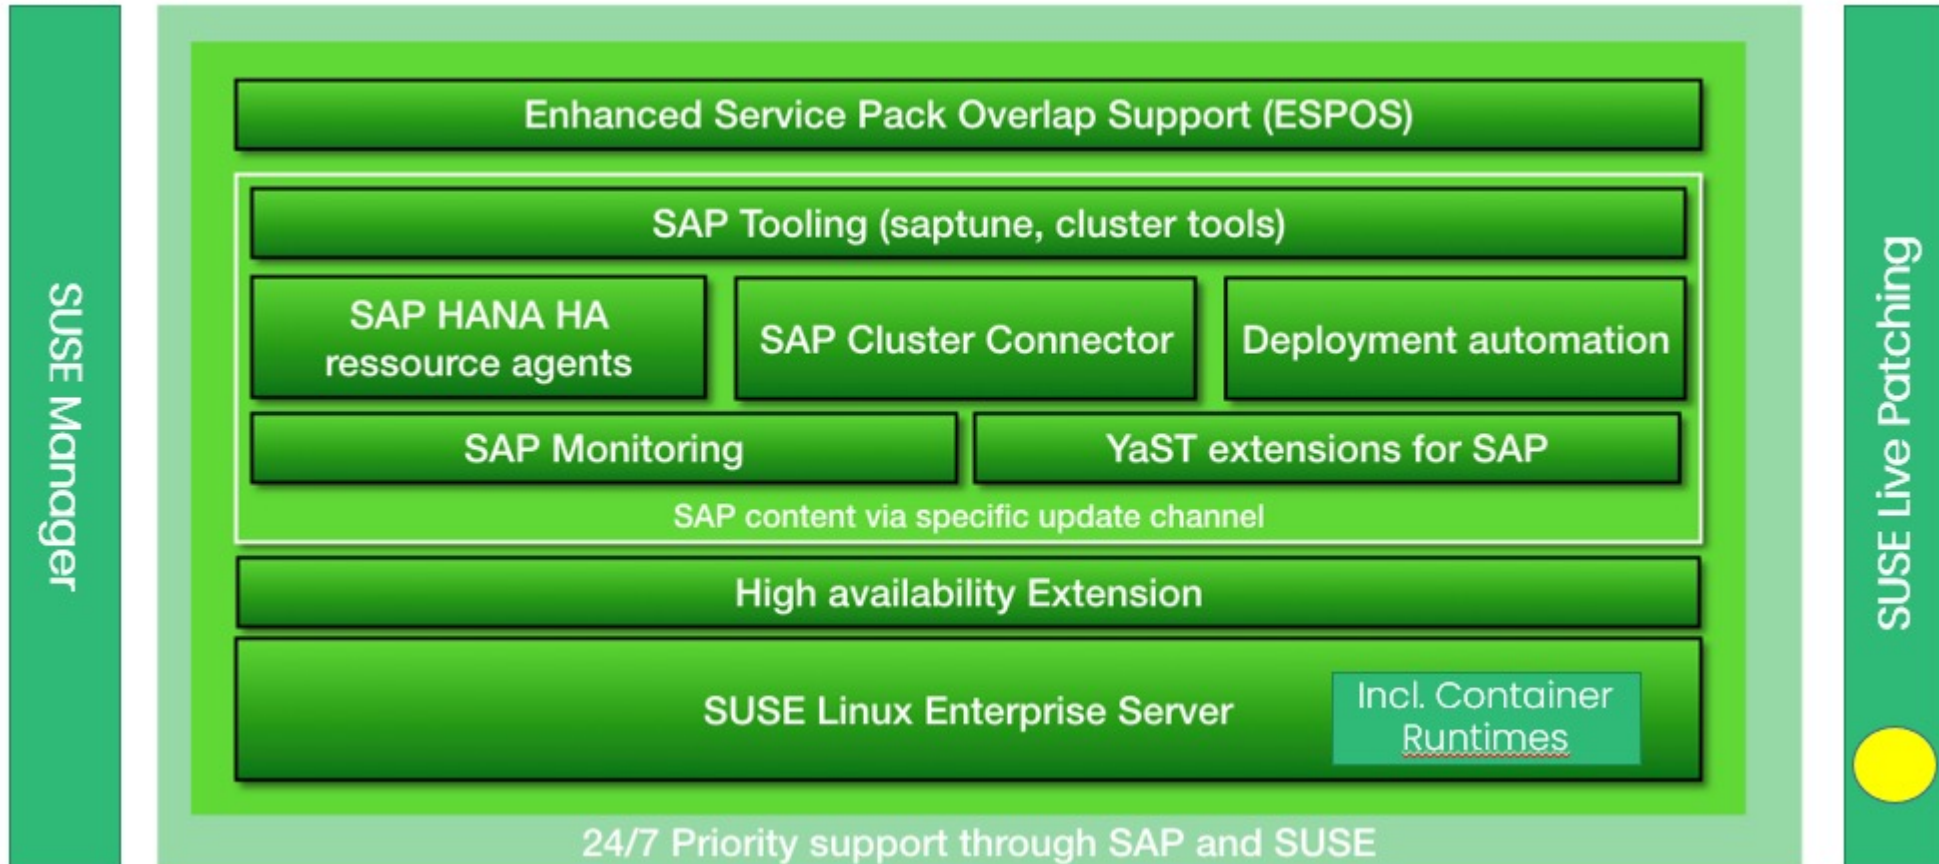 SUSE Manager
Enhanced Service Pack Overlap Support (ESPOS)
SAP Tooling (saptune, cluster tools)
SAP HANA HA
ressource agents
SAP Cluster Connector
Deployment automation
SAP Monitoring
YaST extensions for SAP
SAP content via specific update channel
High availability Extension
SUSE Linux Enterprise Server
Incl. Container
Runtimes
24/7 Priority support through SAP and SUSE
SUSE Live Patching